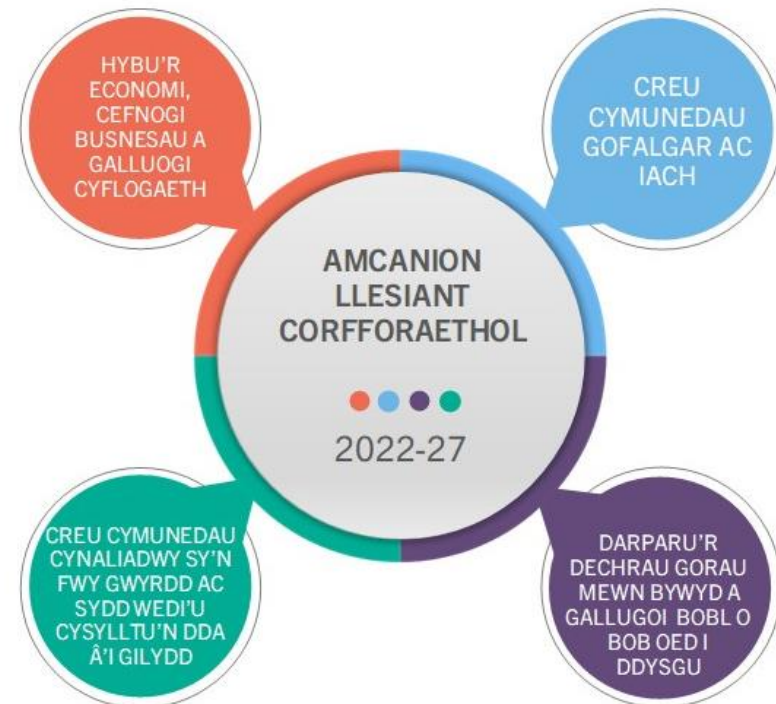 HYBU'R
ECONOMI,
CEFNOGI
BUSNESAU A
GALLUOGI
CYFLOGAETH
CREU
CYMUNEDAU
GOFALGAR AC
IACH
AMCANION
LLESIANT
CORFFORAETHOL
2022-27
CREU CYMUNEDAU
CYNALIADWY SY'N
FWY GWYRDD AC
SYDD WEDI'U
CYSYLLTU'N DDA
Â'I GILYDD
DARPARU'R
DECHRAU GORAU
MEWN BYWYD A
GALLUGOI BOBL O
BOB OED I
DDYSGU